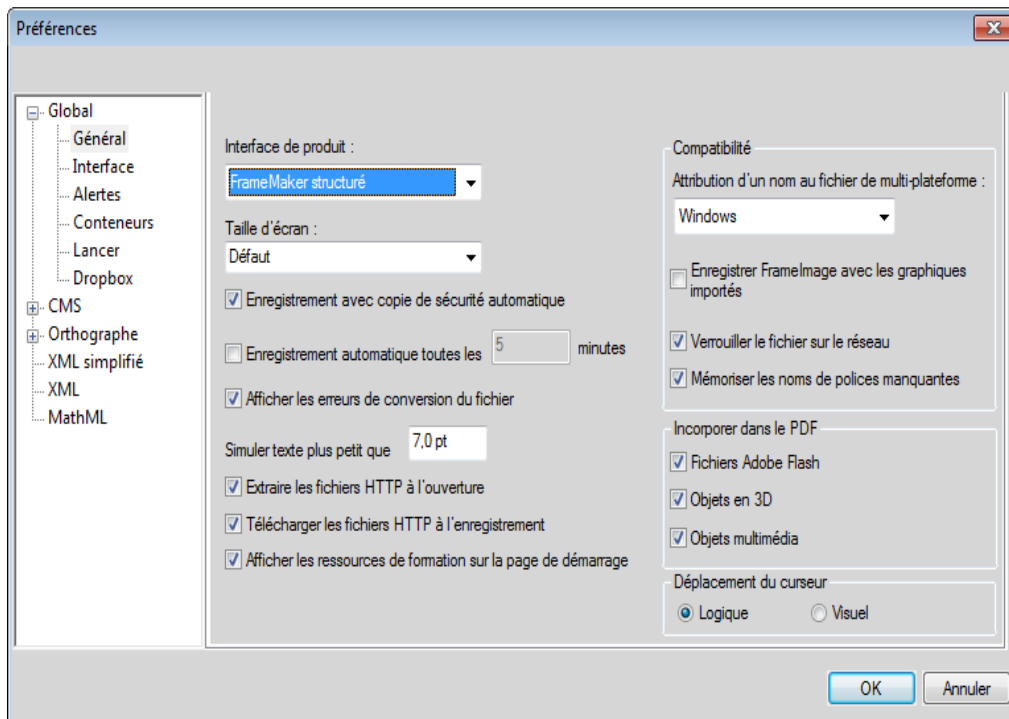 Préférences
Global
Général
Interface
Alertes
Conteneurs
Lancer
Dropbox
CMS
Orthographe
XML simplifié
XML
MathML
Interface de produit :
FrameMaker structuré
Taille d'écran :
Défaut
Enregistrement avec copie de sécurité automatique
Enregistrement automatique toutes les 5 minutes
Afficher les erreurs de conversion du fichier
Simuler texte plus petit que 7,0 pt
Extraire les fichiers HTTP à l'ouverture
Télécharger les fichiers HTTP à l'enregistrement
Afficher les ressources de formation sur la page de démarrage
Compatibilité
Attribution d'un nom au fichier de multi-plateforme :
Windows
Enregistrer FrameImage avec les graphiques
importés
Verrouiller le fichier sur le réseau
Mémoriser les noms de polices manquantes
Incorporer dans le PDF
Fichiers Adobe Flash
Objets en 3D
Objets multimédia
Déplacement du curseur
Logique Visuel
OK Annuler